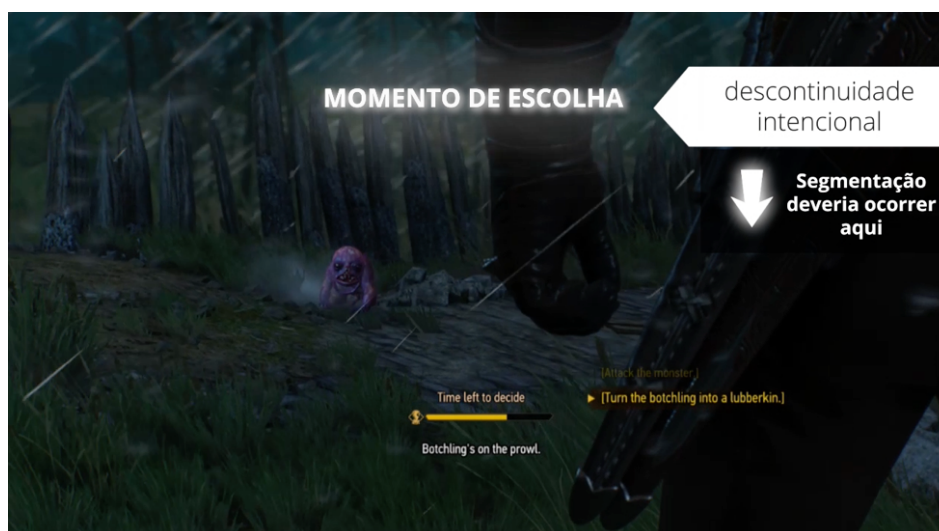 MOMENTO DE ESCOLHA
descontinuidade
intencional
Segmentação
deveria ocorrer
aqui
[Attack the monster.]
Time left to decide
[Turn the botchling into a lubberkin.]
Botchling's on the prowl.